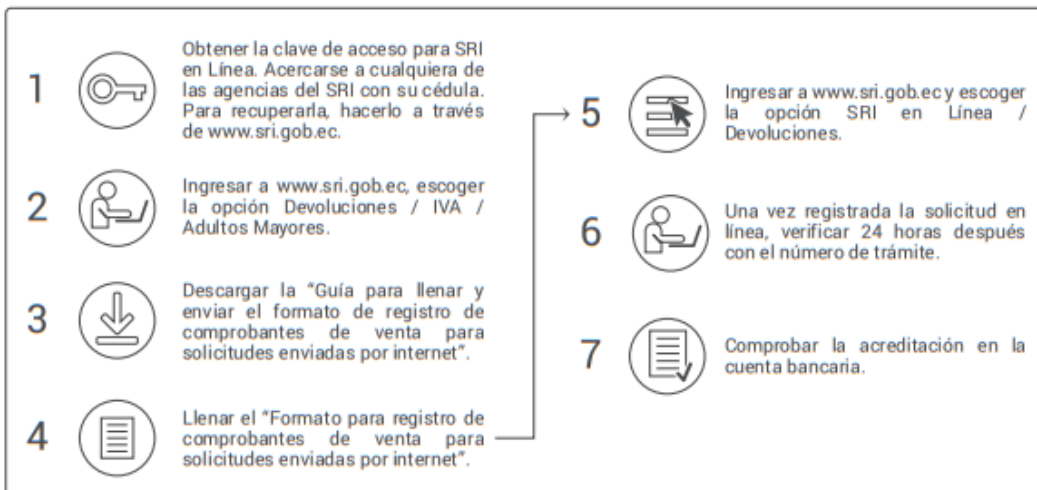 1
Obtener la clave de acceso para SRI
en Línea. Acercarse a cualquiera de
las agencias del SRI con su cédula.
Para recuperarla, hacerlo a través
de www.sri.gob.ec.
2
Ingresar a www.sri.gob.ec, escoger
la opción Devoluciones / IVA /
Adultos Mayores.
3
Descargar la “Guía para llenar y
enviar el formato de registro de
comprobantes de venta para
solicitudes enviadas por internet”.
4
Llenar el “Formato para registro de
comprobantes de venta para
solicitudes enviadas por internet”.
5
Ingresar a www.sri.gob.ec y escoger
la opción SRI en Línea /
Devoluciones.
6
Una vez registrada la solicitud en
línea, verificar 24 horas después
con el número de trámite.
7
Comprobar la acreditación en la
cuenta bancaria.